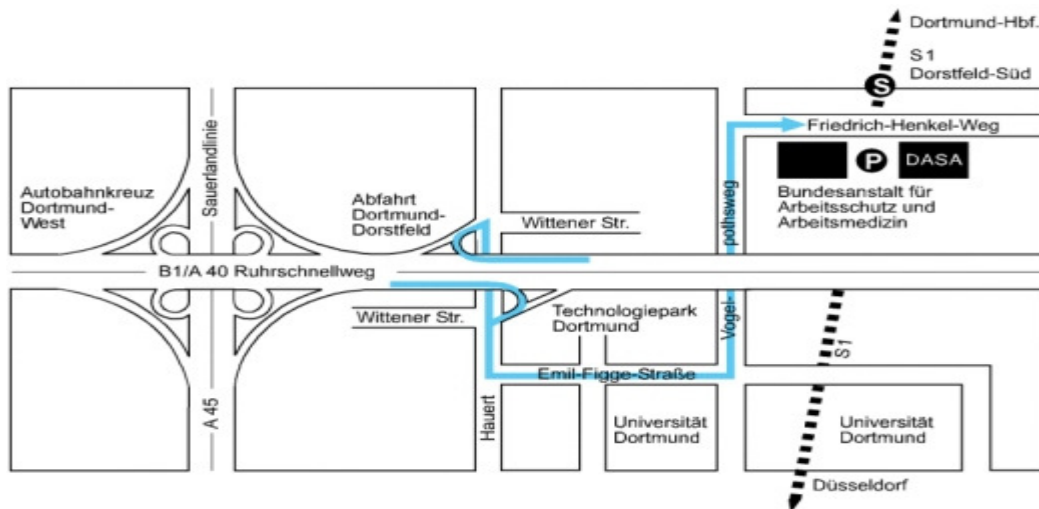 Dortmund-Hbf.
S1
Dorstfeld-Süd
S
Friedrich-Henkel-Weg
P
DASA
Bundesanstalt für
Arbeitsschutz und
Arbeitsmedizin
Sauerlandlinie
Autobahnkreuz
Dortmund-
West
Abfahrt
Dortmund-
Dorstfeld
Wittener Str.
pothsweg
B1/A 40 Ruhrschnellweg
Wittener Str.
Technologiepark
Dortmund
Vogel-
S1
Emil-Figge-Straße
A 45
Hauert
Universität
Dortmund
Universität
Dortmund
Düsseldorf